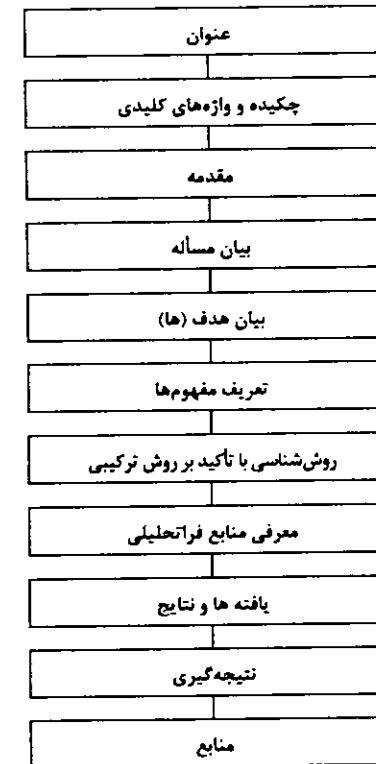 عنوان
چکیده و واژه‌های کلیدی
مقدمه
بیان مسأله
بیان هدف (ها)
تعریف مفهوم‌ها
روش‌شناسی با تأکید بر روش ترکیبی
معرفی منابع فراتحلیلی
یافته ها و نتایج
نتیجه‌گیری
منابع